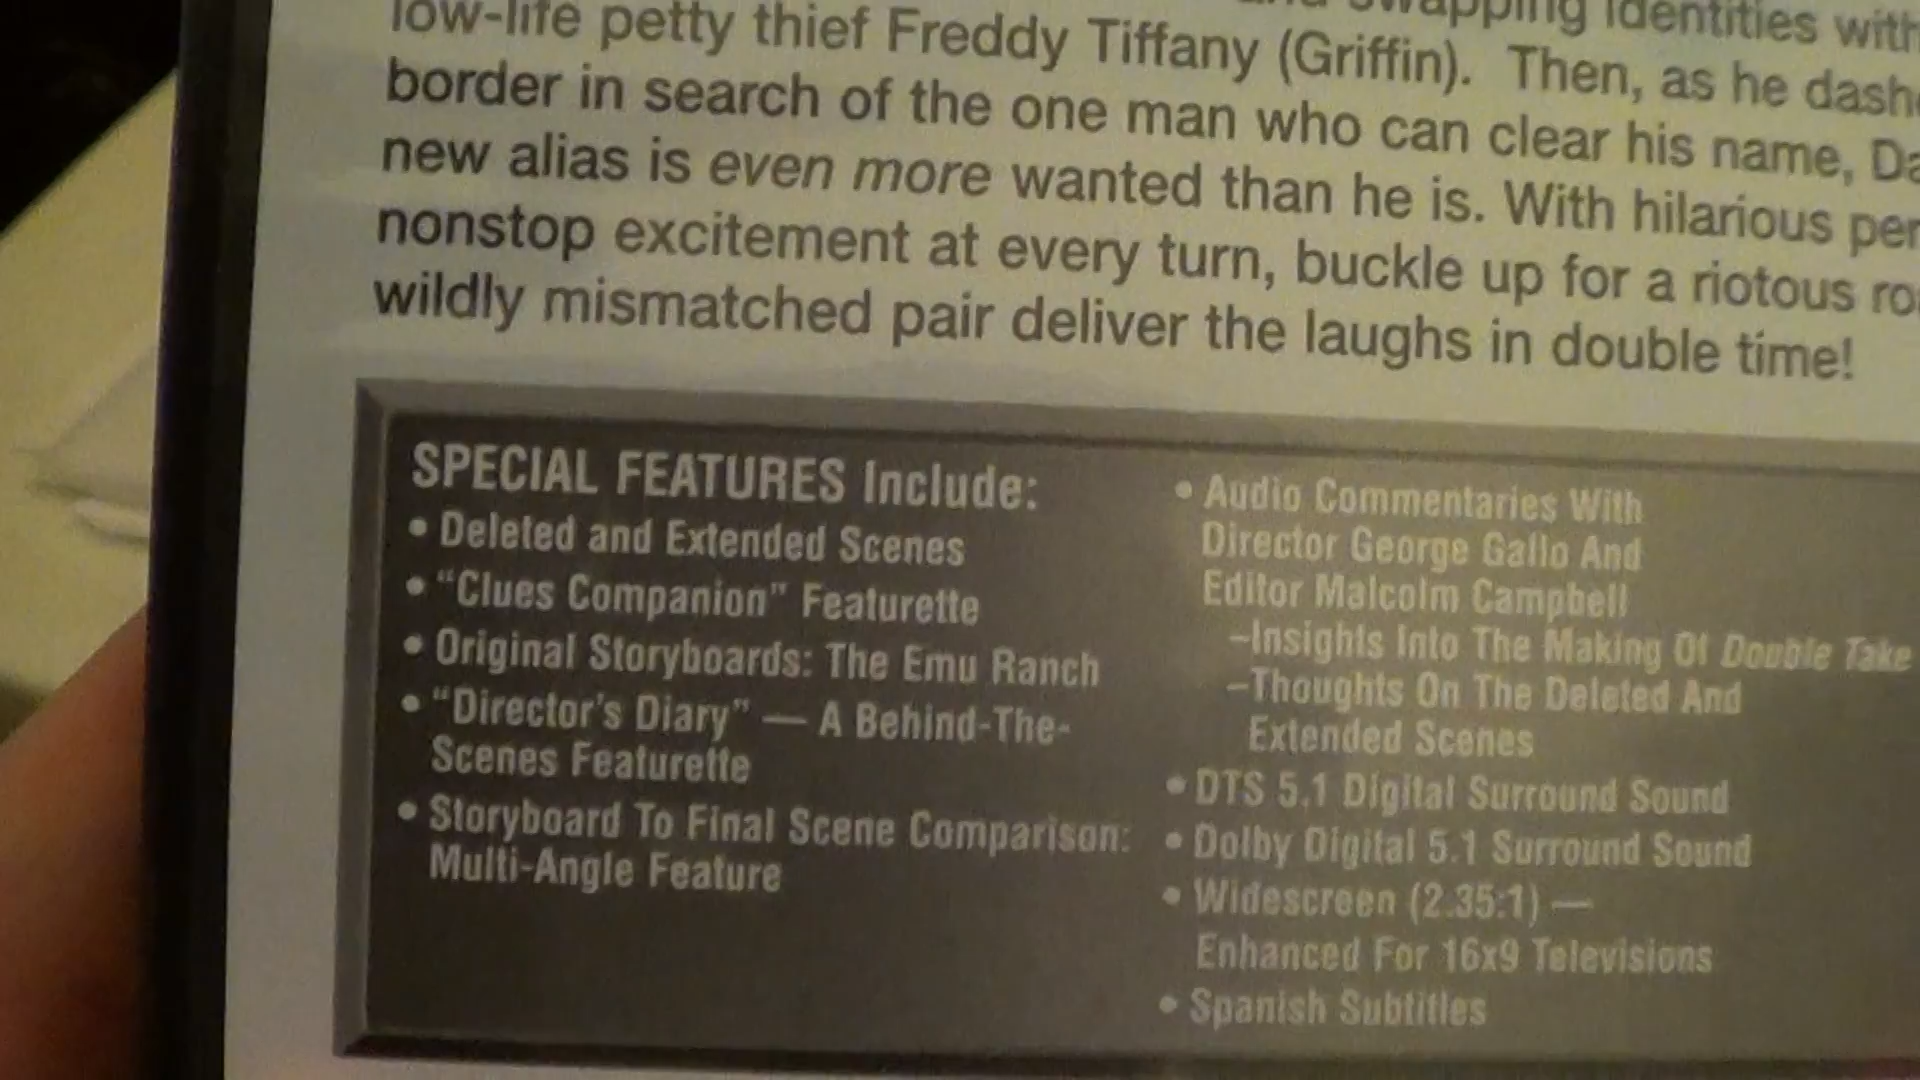 swapping identities with
low-life petty thief Freddy Tiffany (Griffin). Then, as he
border in search of the one man who can clear his name,
new alias is even more wanted than he is. With hilarious
nonstop excitement at every turn, buckle up for a riotous
wildly mismatched pair deliver the laughs in double time!
SPECIAL FEATURES Include:
• Deleted and Extended Scenes
• "Clues Companion" Featurette
• Original Storyboards: The Emu Ranch
• "Director's Diary" — A Behind-The-
Scenes Featurette
• Storyboard To Final Scene Comparison:
Multi-Angle Feature
• Audio Commentaries With
Director George Gallo And
Editor Malcolm Campbell
–Insights Into The Making Of Double Take
–Thoughts On The Deleted And
Extended Scenes
• DTS 5.1 Digital Surround Sound
• Dolby Digital 5.1 Surround Sound
• Widescreen (2.35:1) —
Enhanced For 16x9 Televisions
• Spanish Subtitles